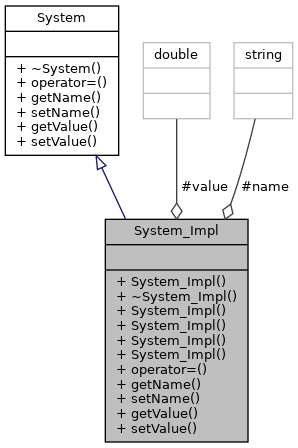 System
+ ~System()
+ operator=()
+ getName()
+ setName()
+ getValue()
+ setValue()
double
string
#value
#name
System_Impl
+ System_Impl()
+ ~System_Impl()
+ System_Impl()
+ System_Impl()
+ System_Impl()
+ System_Impl()
+ operator=()
+ getName()
+ setName()
+ getValue()
+ setValue()